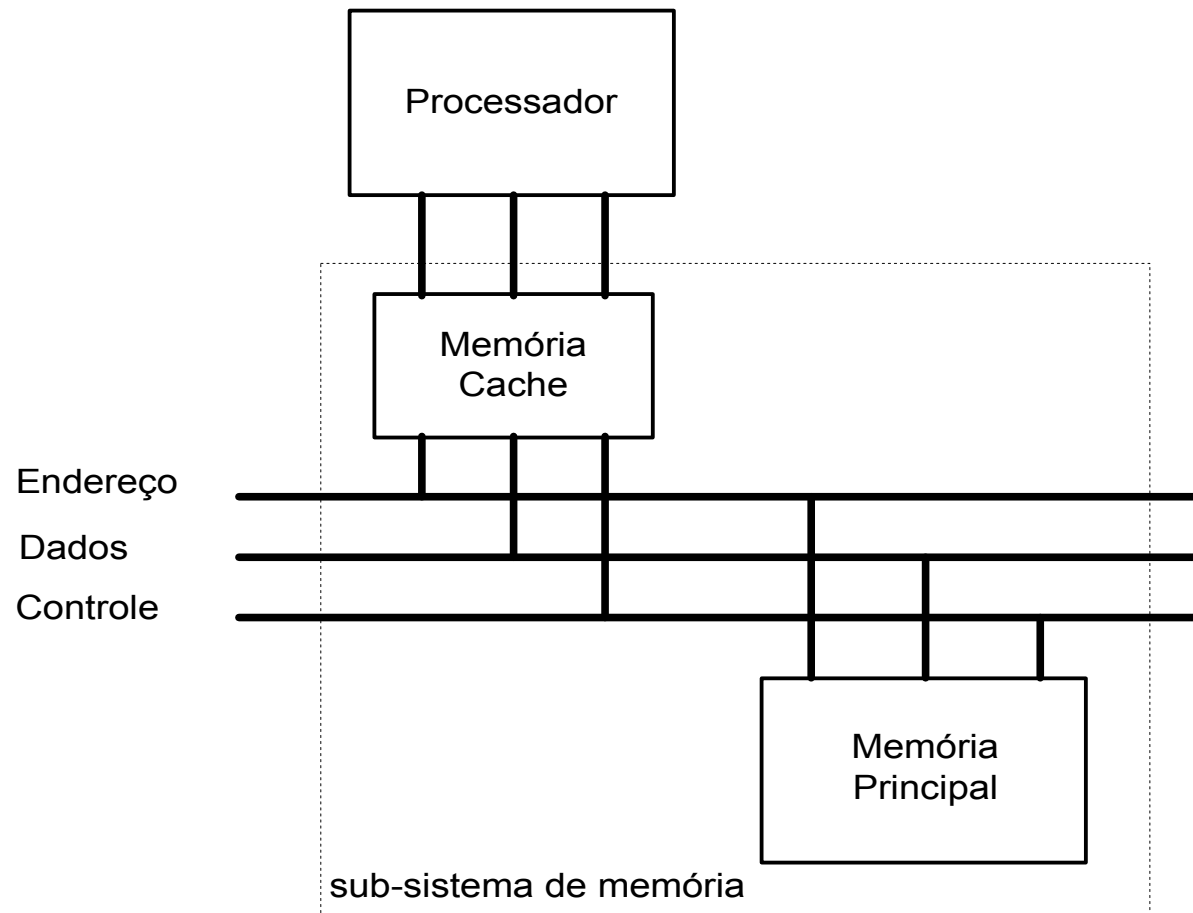 Processador
Memória
Cache
Endereço
Dados
Controle
Memória
Principal
sub-sistema de memória